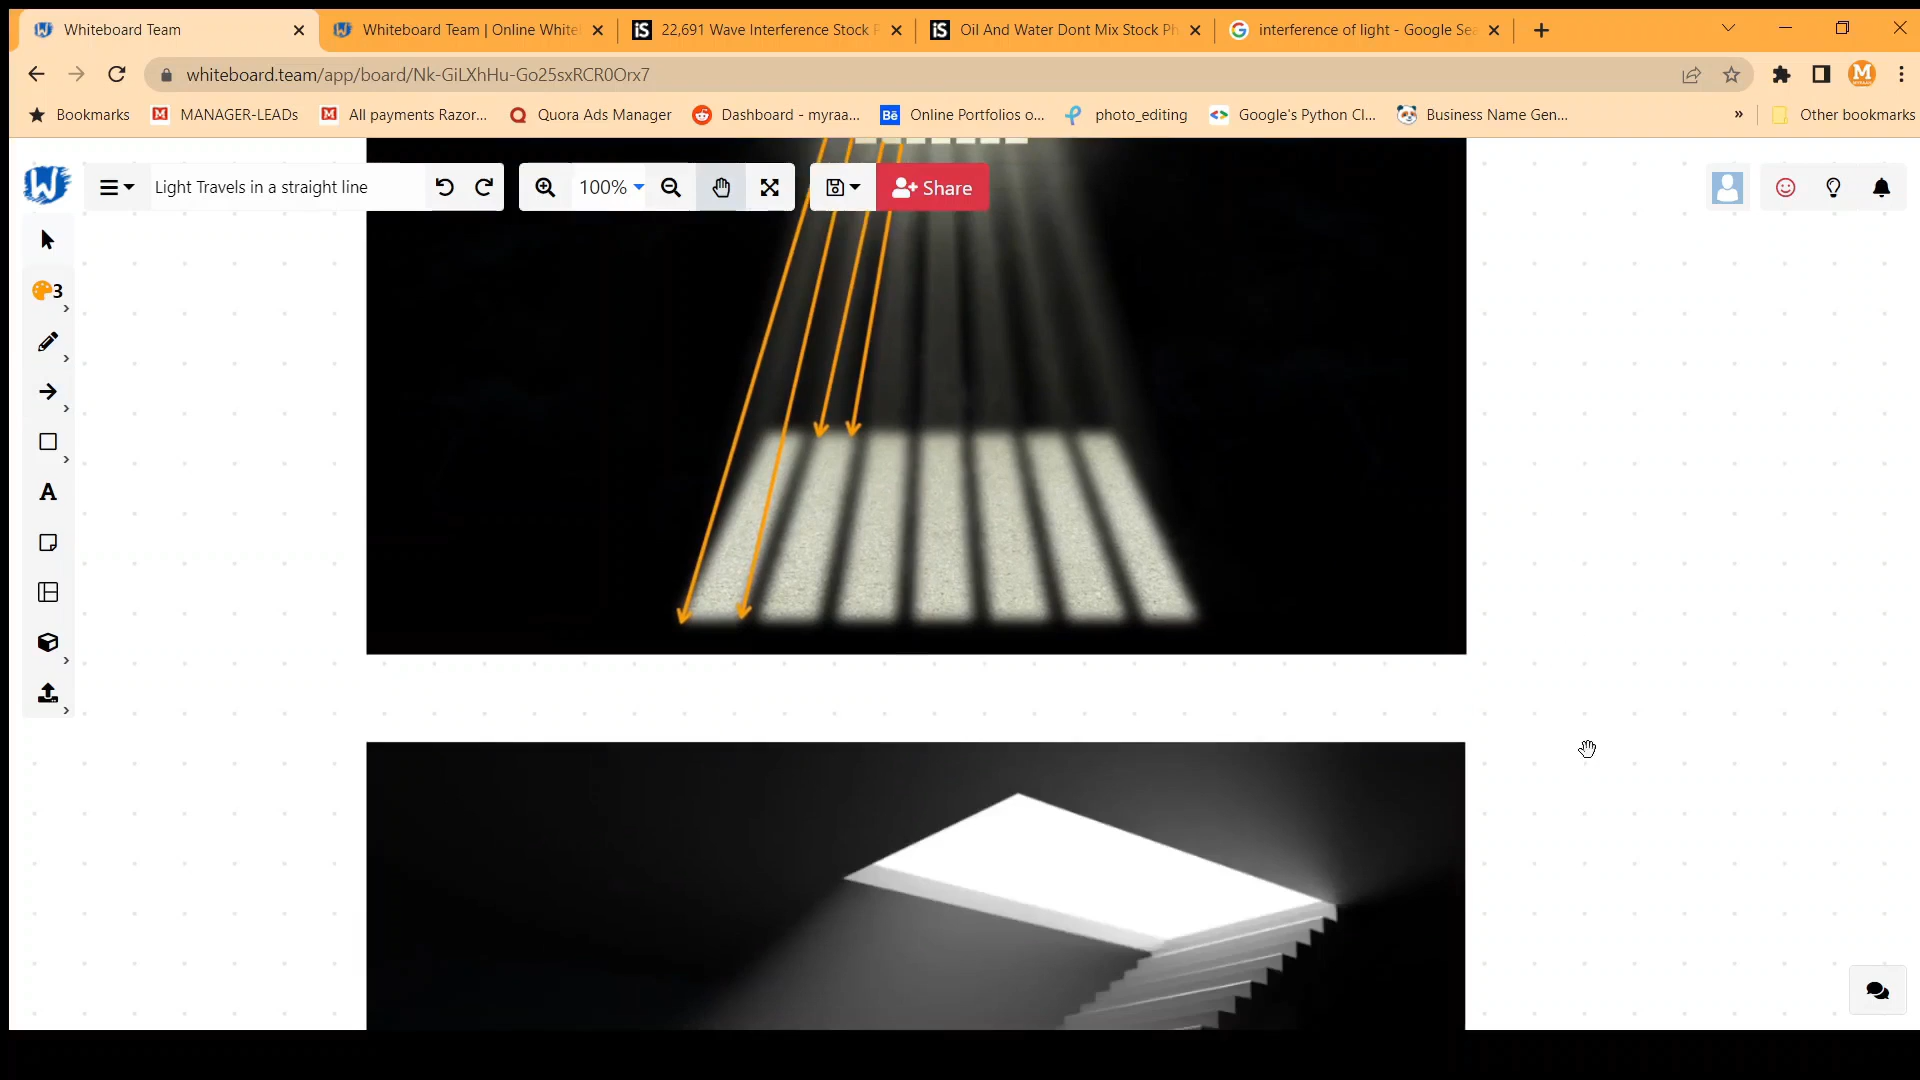 Whiteboard Team
Whiteboard Team | Online White
22,691 Wave Interference Stock P
Oil And Water Dont Mix Stock Ph
interference of light - Google Sea
whiteboard.team/app/board/Nk-GiLXhHu-Go25sxRCR0Orx7
M
Bookmarks
MANAGER-LEADs
All payments Razor...
Quora Ads Manager
Dashboard - myraa...
Online Portfolios o...
photo_editing
Google's Python Cl...
Business Name Gen...
»
Other bookmarks
Light Travels in a straight line
100%
Share
3
A